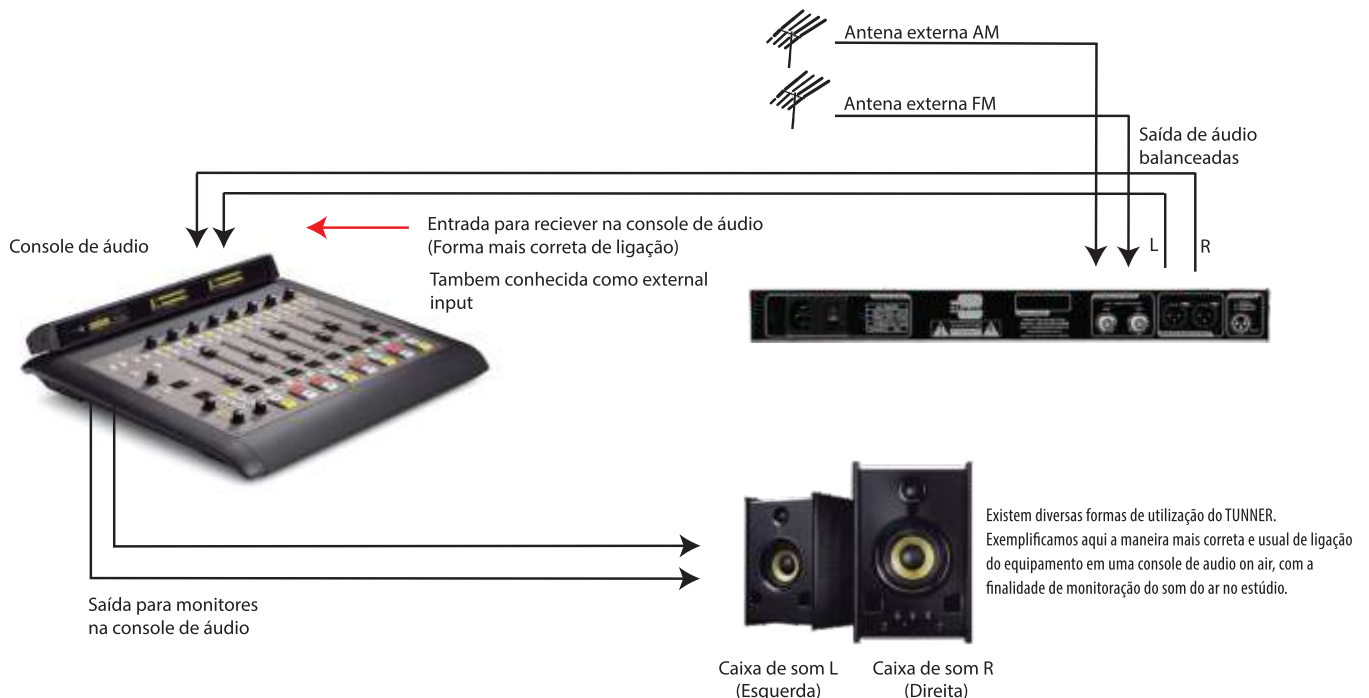 Antena externa AM
Antena externa FM
Saída de áudio
balanceadas
Entrada para reciever na console de áudio
(Forma mais correta de ligação)
Tambem conhecida como external
input
Console de áudio
L
R
Existem diversas formas de utilização do TUNNER.
Exemplificamos aqui a maneira mais correta e usual de ligação
do equipamento em uma console de audio on air, com a
finalidade de monitoração do som do ar no estúdio.
Saída para monitores
na console de áudio
Caixa de som L
(Esquerda)
Caixa de som R
(Direita)